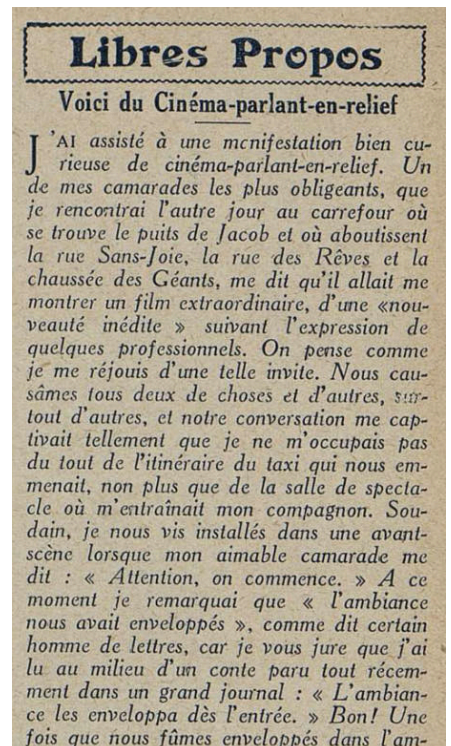 Libres Propos
Voici du Cinéma-parlant-en-relief
J'AI assisté à une mcnifestation bien cu-
rieuse de cinéma-parlant-en-relief. Un
de mes camarades les plus obligeants, que
je rencontrai l'autre jour au carrefour où
se trouve le puits de Jacob et où aboutissent
la rue Sans-Joie, la rue des Rêves et la
chaussée des Géants, me dit qu'il allait me
montrer un film extraordinaire, d'une «nou-
veauté inédite » suivant l'expression de
quelques professionnels. On pense comme
je me réjouis d'une telle invite. Nous cau-
sâmes tous deux de choses et d'autres, sur-
tout d'autres, et notre conversation me cap-
tivait tellement que je ne m'occupais pas
du tout de l'itinéraire du taxi qui nous em-
menait, non plus que de la salle de specta-
cle où m'entraînait mon compagnon. Sou-
dain, je nous vis installés dans une avant-
scène lorsque mon aimable camarade me
dit : « Attention, on commence. » A ce
moment je remarquai que « l'ambiance
nous avait enveloppés », comme dit certain
homme de lettres, car je vous jure que j'ai
lu au milieu d'un conte paru tout récem-
ment dans un grand journal : « L'ambian-
ce les enveloppa dès l'entrée. » Bon! Une
fois que nous fûmes enveloppés dans l'am-